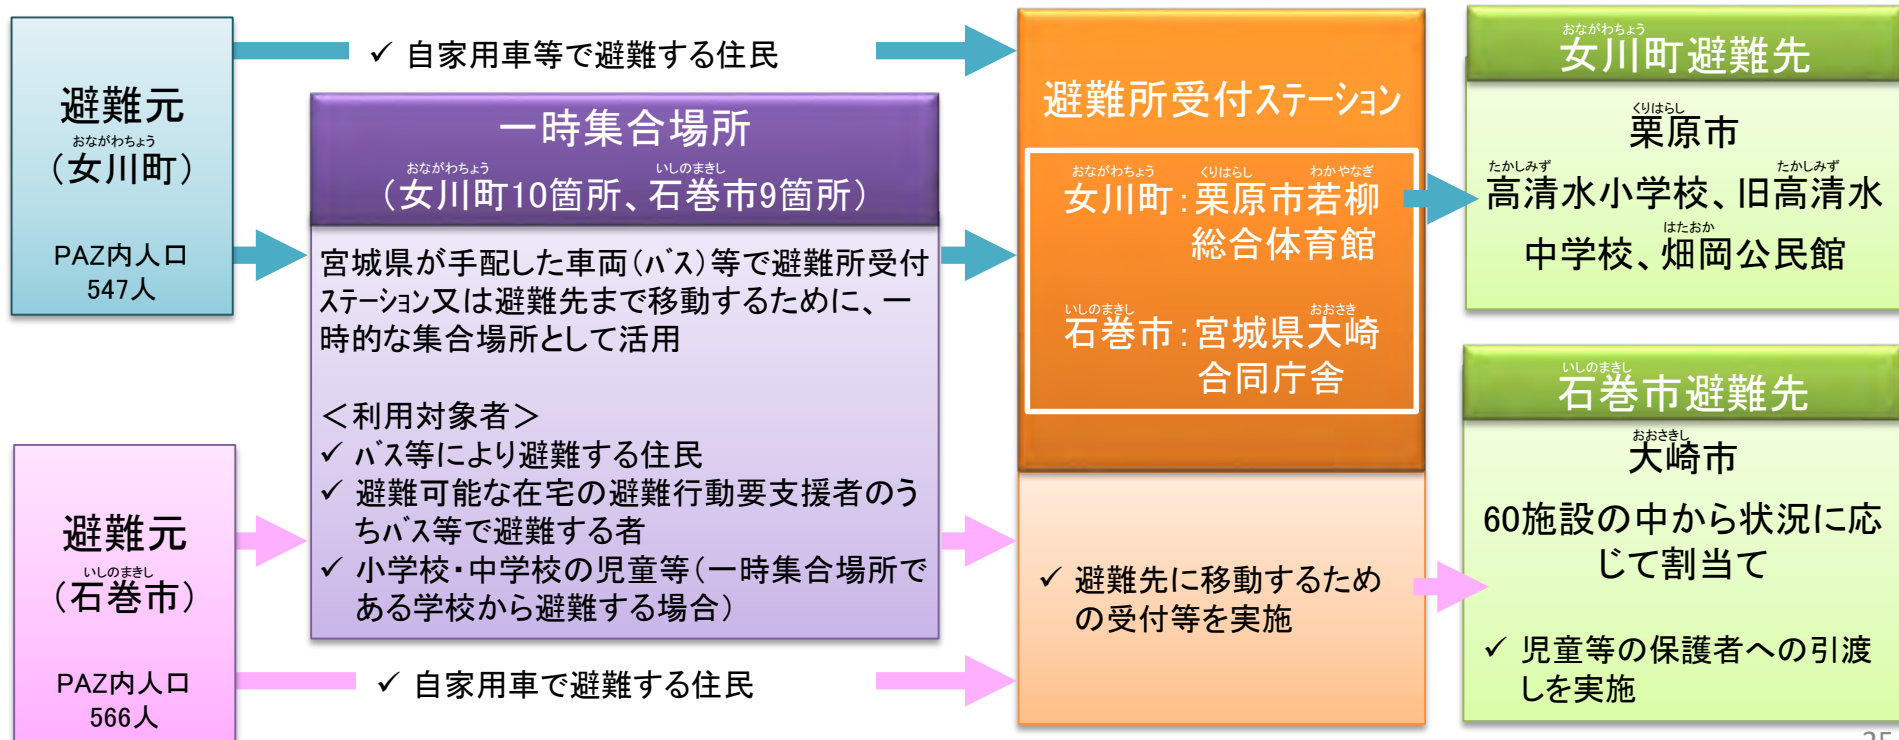 避難元
おながわちょう
（女川町）
PAZ内人口
547人
✓ 自家用車等で避難する住民
一時集合場所
おながわちょう いしのまきし
（女川町10箇所、石巻市9箇所）
宮城県が手配した車両（バス）等で避難所受付
ステーション又は避難先まで移動するために、一
時的な集合場所として活用
＜利用対象者＞
✓ バス等により避難する住民
✓ 避難可能な在宅の避難行動要支援者のう
ちバス等で避難する者
✓ 小学校・中学校の児童等（一時集合場所で
ある学校から避難する場合）
避難元
いしのまきし
（石巻市）
PAZ内人口
566人
✓ 自家用車で避難する住民
避難所受付ステーション
おながわちょう くりはらし わかやなぎ
女川町：栗原市若柳
総合体育館
いしのまきし おおさき
石巻市：宮城県大崎
合同庁舎
✓ 避難先に移動するため
の受付等を実施
おながわちょう
女川町避難先
くりはらし
栗原市
たかしみず たかしみず
高清水小学校、旧高清水
はたおか
中学校、畑岡公民館
いしのまきし
石巻市避難先
おおさきし
大崎市
60施設の中から状況に応
じて割当て
✓ 児童等の保護者への引渡
しを実施